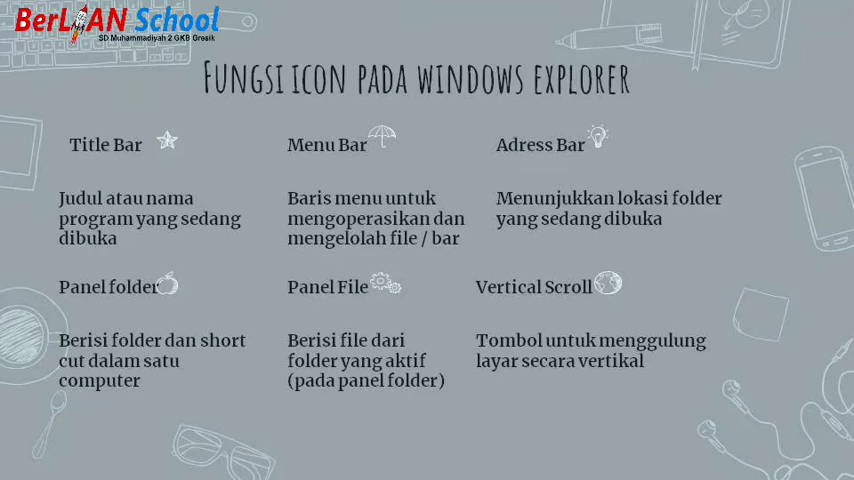 BerLIAN School
SD Muhammadiyah 2 GKB Gresik
Fungsi icon pada windows explorer
Title Bar
Judul atau nama
program yang sedang
dibuka
Menu Bar
Baris menu untuk
mengoperasikan dan
mengelolah file / bar
Adress Bar
Menunjukkan lokasi folder
yang sedang dibuka
Panel folder
Berisi folder dan short
cut dalam satu
computer
Panel File
Berisi file dari
folder yang aktif
(pada panel folder)
Vertical Scroll
Tombol untuk menggulung
layar secara vertikal